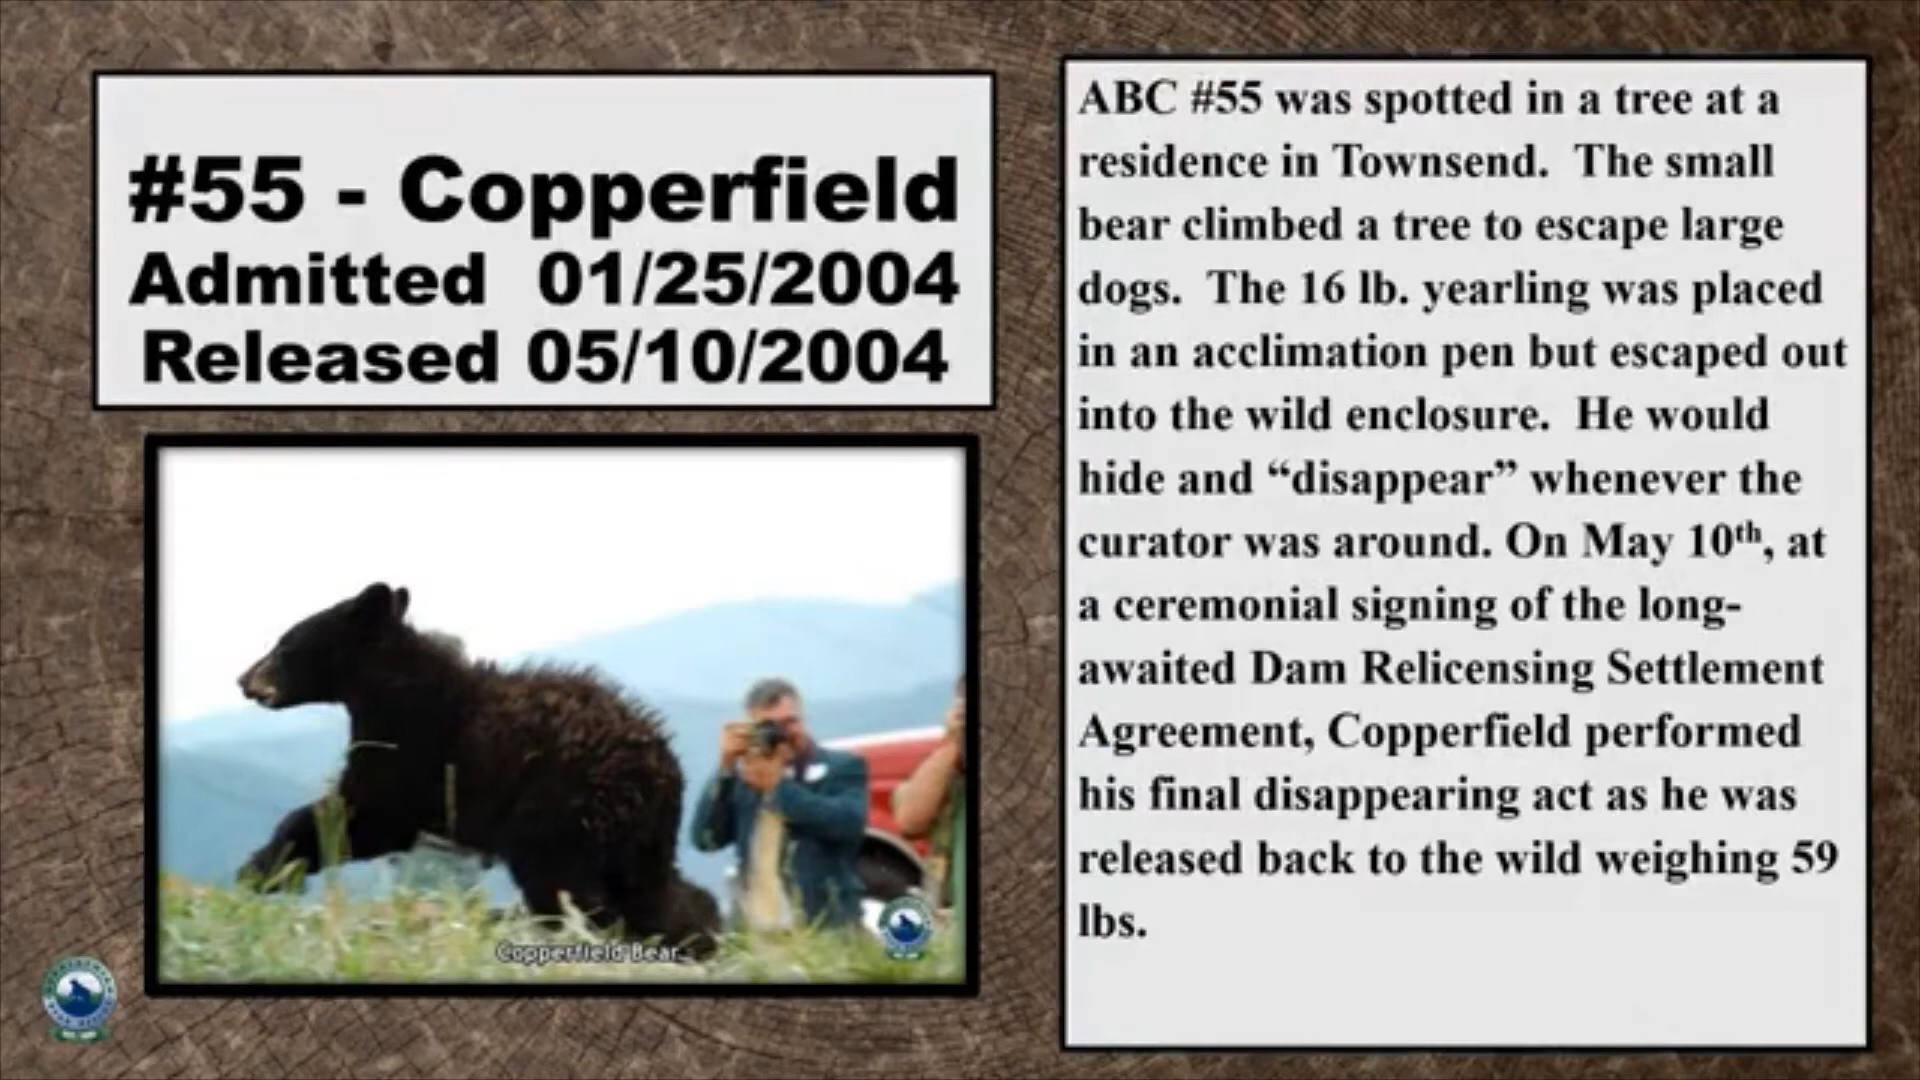 #55 - Copperfield
Admitted 01/25/2004
Released 05/10/2004
Copperfield Bear
ABC #55 was spotted in a tree at a
residence in Townsend. The small
bear climbed a tree to escape large
dogs. The 16 lb. yearling was placed
in an acclimation pen but escaped out
into the wild enclosure. He would
hide and “disappear” whenever the
curator was around. On May 10th, at
a ceremonial signing of the long-
awaited Dam Relicensing Settlement
Agreement, Copperfield performed
his final disappearing act as he was
released back to the wild weighing 59
lbs.